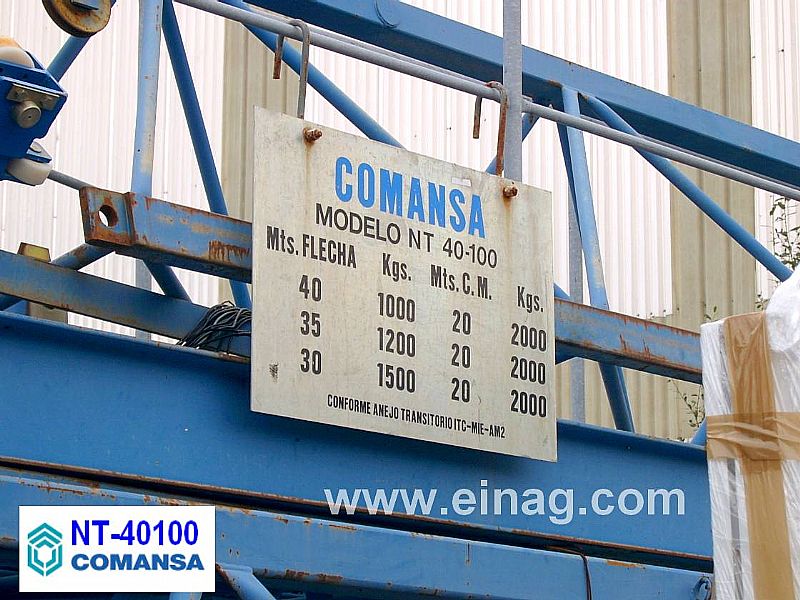 COMANSA
MODELO NT 40-100
Mts. FLECHA Kgs. Mts. C. M. Kgs.
40 1000 20 2000
35 1200 20 2000
30 1500 20 2000
CONFORME ANEJO TRANSITORIO ITC-MIE-AM2
www.einag.com
NT-40100
COMANSA